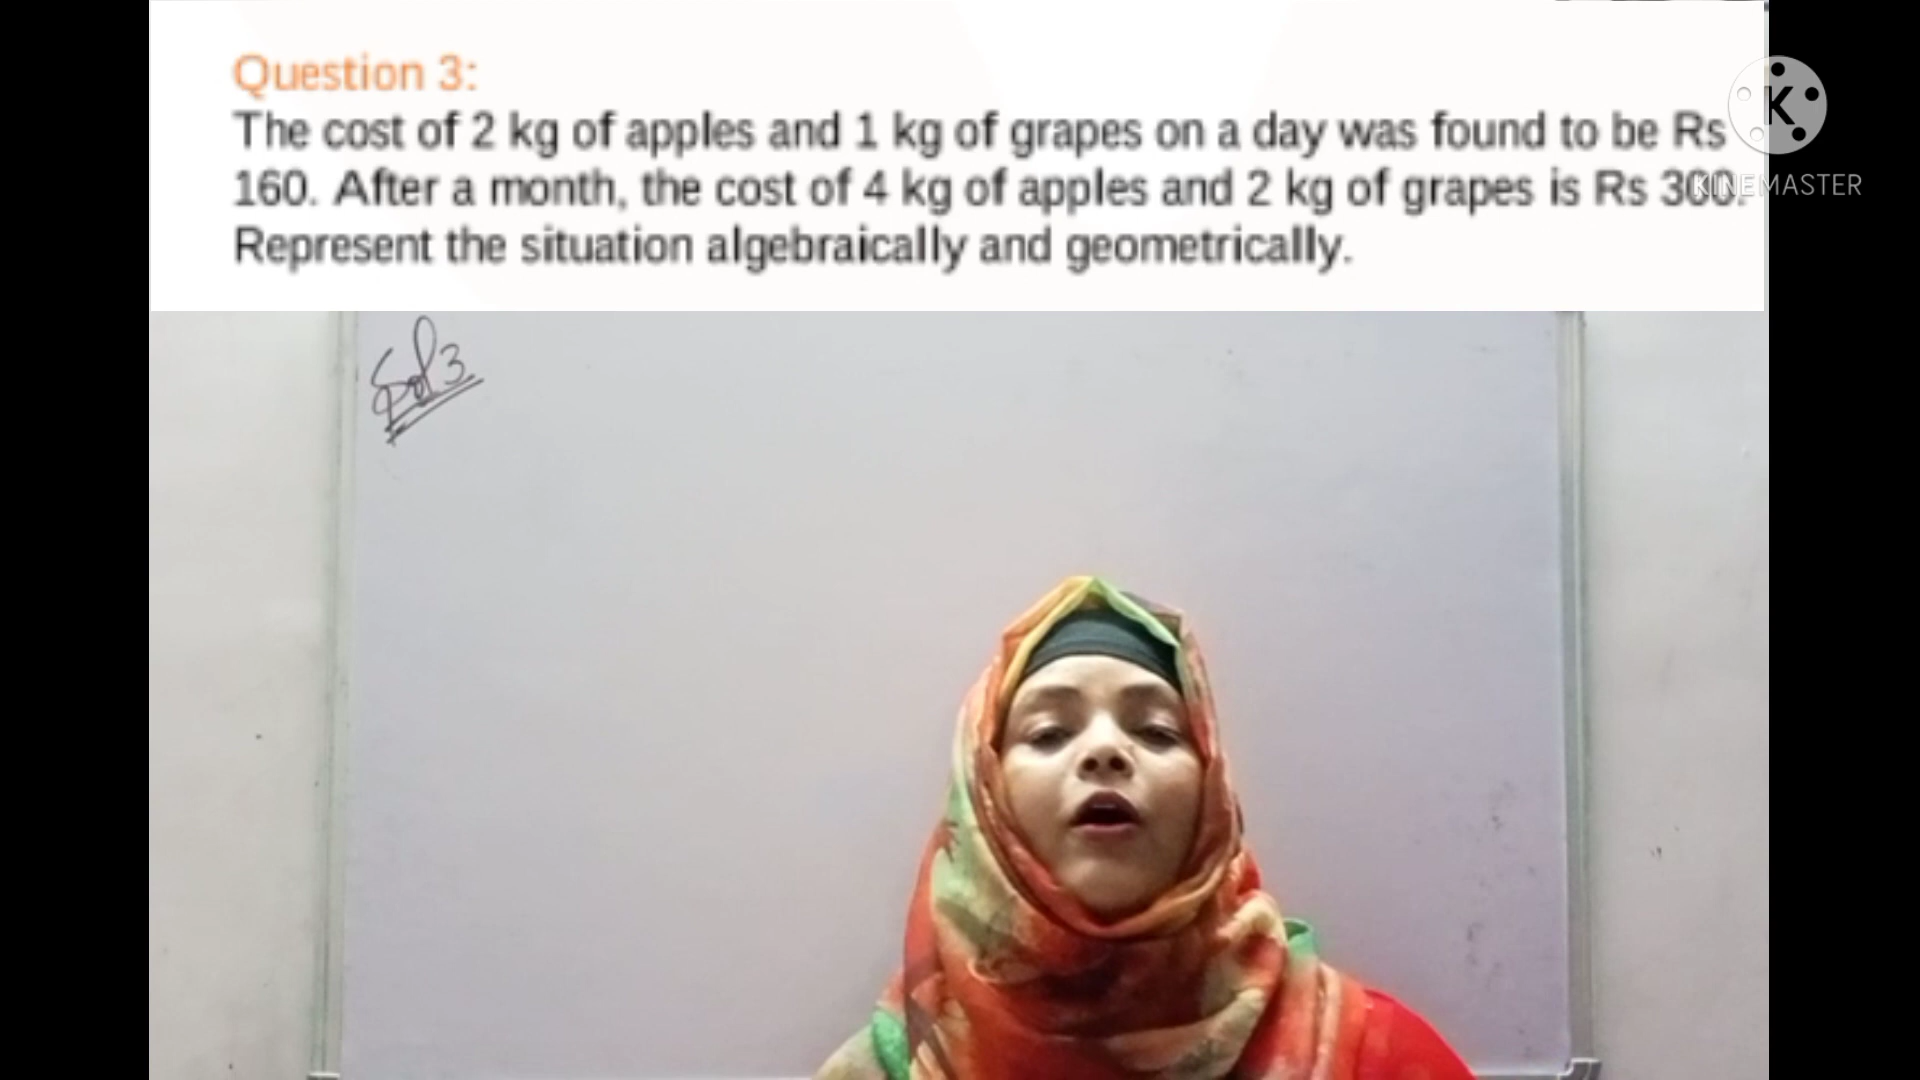 Question 3:
The cost of 2 kg of apples and 1 kg of grapes on a day was found to be Rs
160. After a month, the cost of 4 kg of apples and 2 kg of grapes is Rs 300.
Represent the situation algebraically and geometrically.
K
KINEMASTER
Sol 3